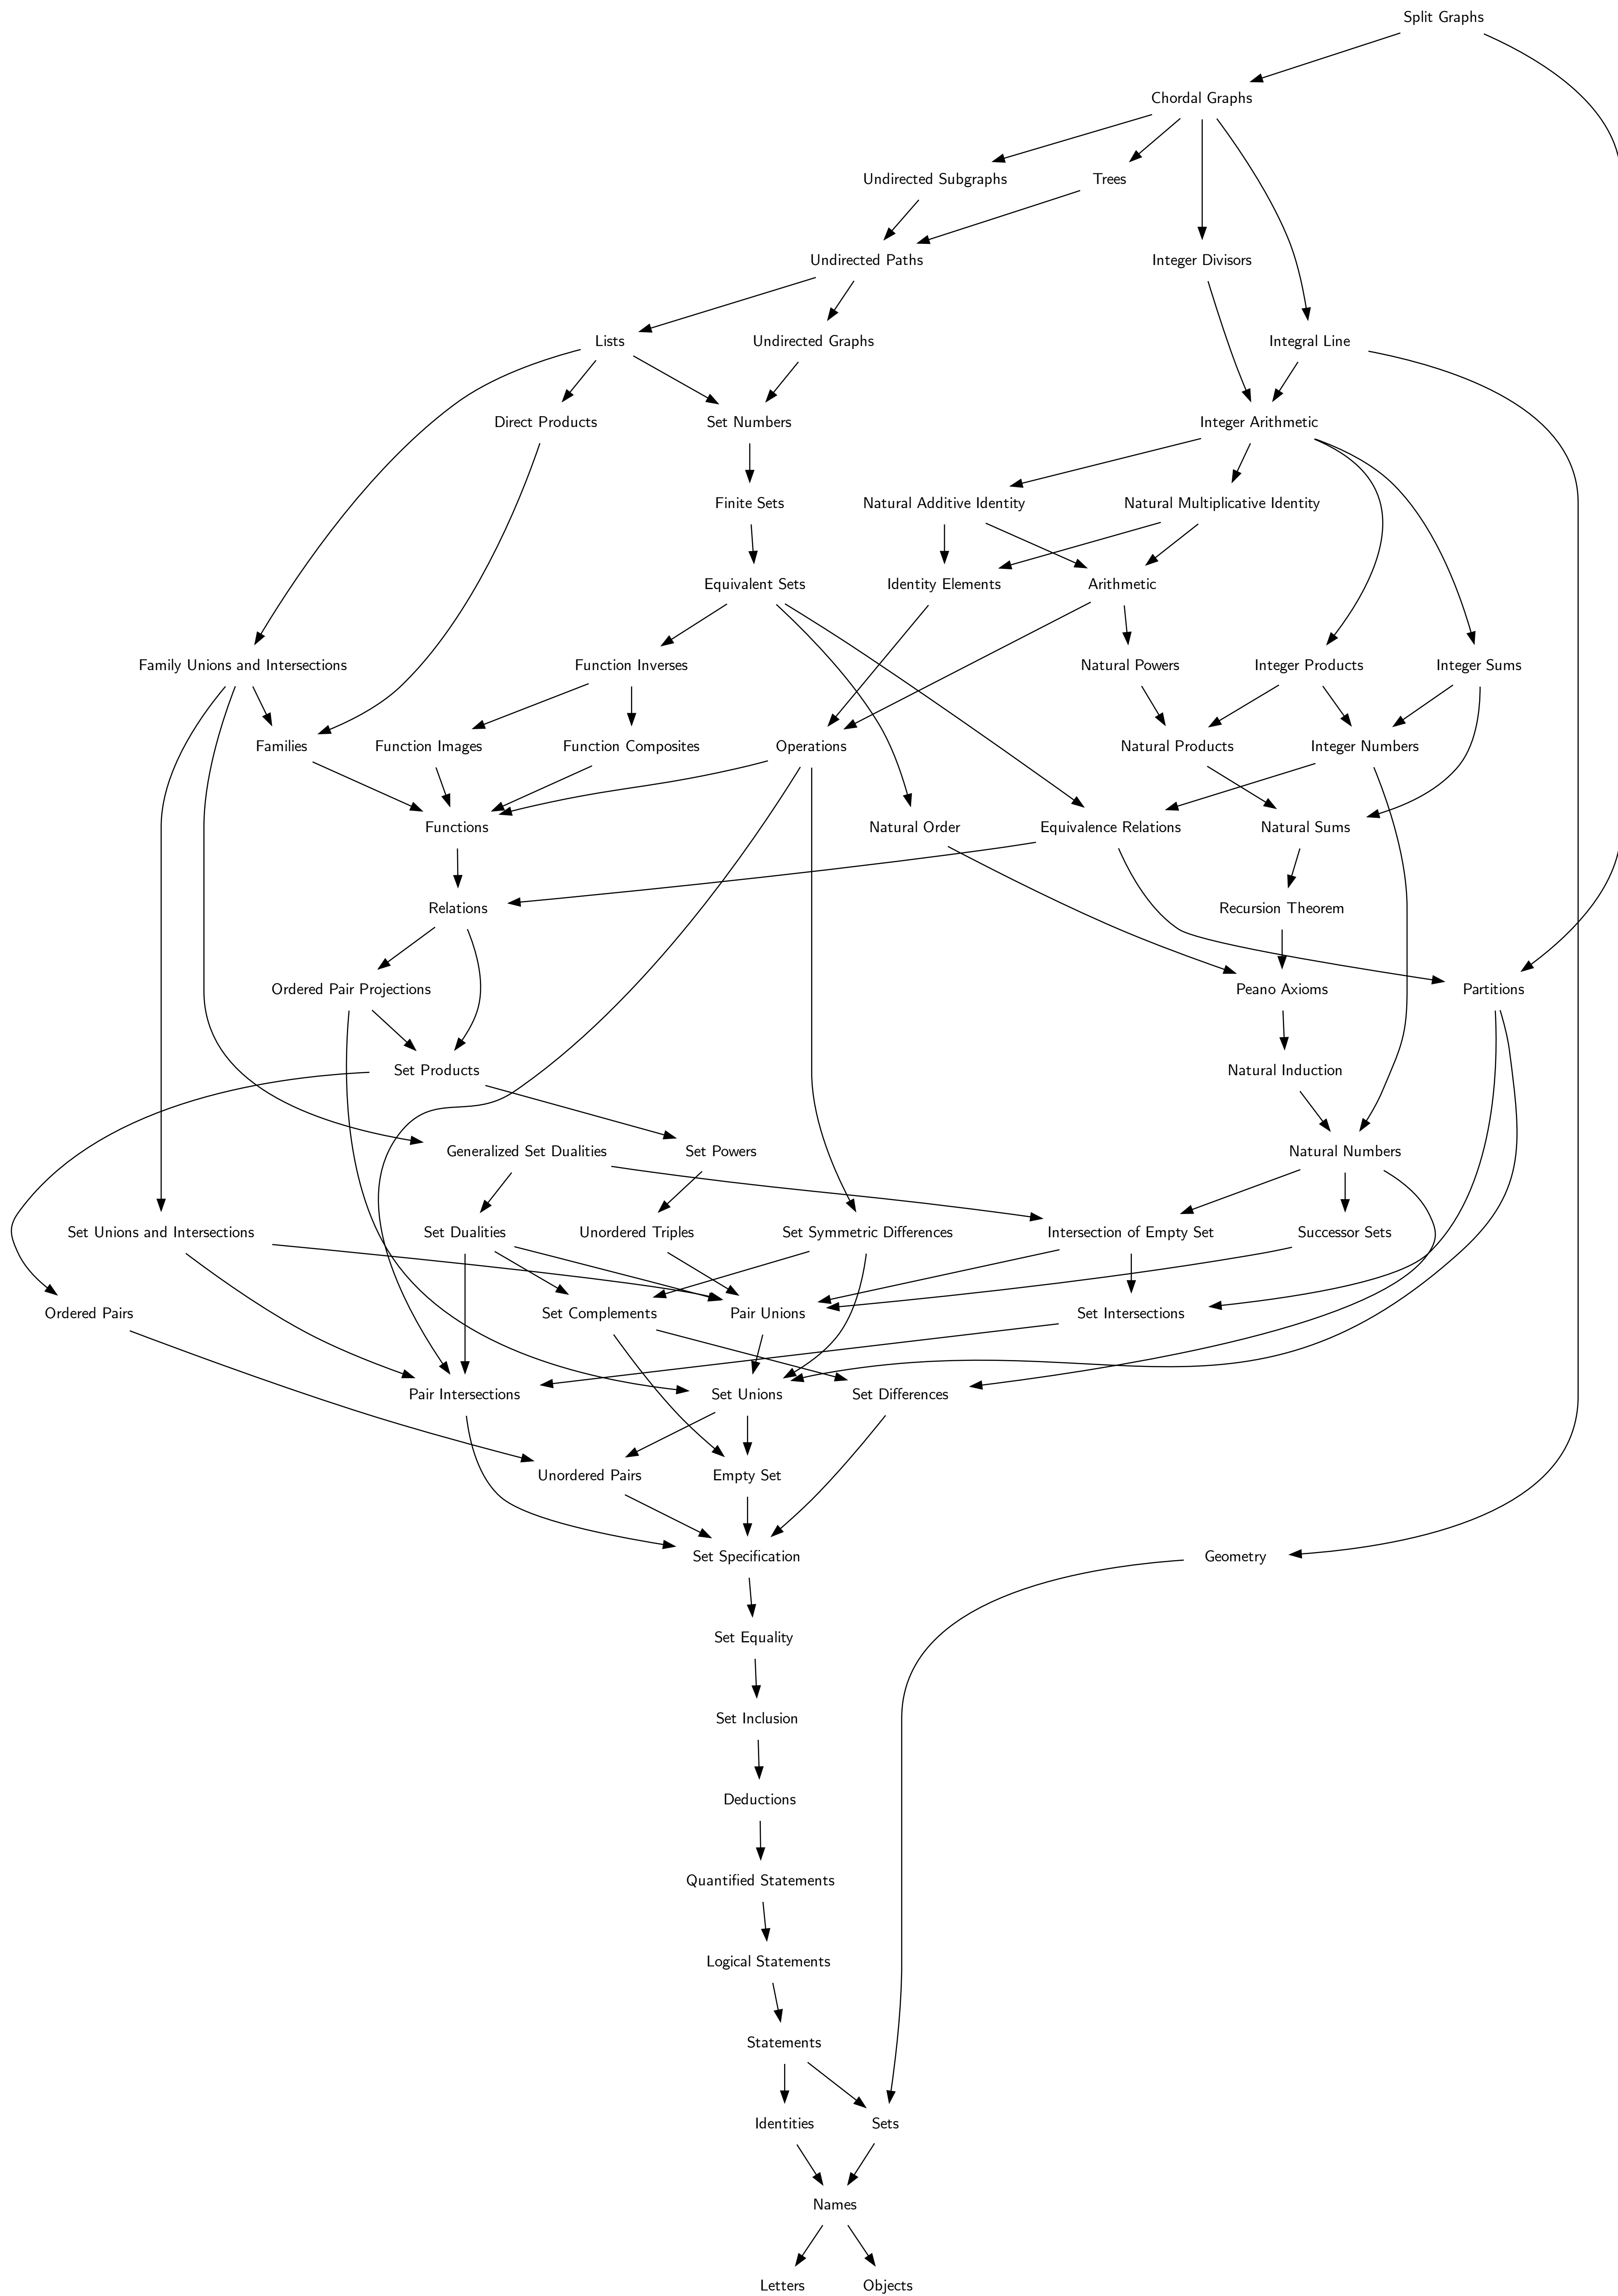 Split Graphs
Chordal Graphs
Undirected Subgraphs
Trees
Undirected Paths
Integer Divisors
Lists
Undirected Graphs
Integral Line
Direct Products
Set Numbers
Integer Arithmetic
Finite Sets
Natural Additive Identity
Natural Multiplicative Identity
Equivalent Sets
Identity Elements
Arithmetic
Family Unions and Intersections
Function Inverses
Natural Powers
Integer Products
Integer Sums
Families
Function Images
Function Composites
Operations
Natural Products
Integer Numbers
Functions
Natural Order
Equivalence Relations
Natural Sums
Relations
Recursion Theorem
Ordered Pair Projections
Peano Axioms
Partitions
Set Products
Natural Induction
Generalized Set Dualities
Set Powers
Natural Numbers
Set Unions and Intersections
Set Dualities
Unordered Triples
Set Symmetric Differences
Intersection of Empty Set
Successor Sets
Ordered Pairs
Set Complements
Pair Unions
Set Intersections
Pair Intersections
Set Unions
Set Differences
Unordered Pairs
Empty Set
Set Specification
Geometry
Set Equality
Set Inclusion
Deductions
Quantified Statements
Logical Statements
Statements
Identities
Sets
Names
Letters
Objects